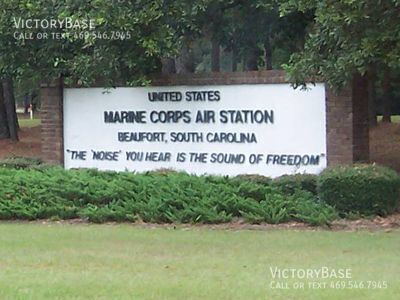 VICTORYBASE
CALL OR TEXT 469.546.7945
UNITED STATES
MARINE CORPS AIR STATION
BEAUFORT, SOUTH CAROLINA
"THE 'NOISE' YOU HEAR IS THE SOUND OF FREEDOM"
VICTORYBASE
CALL OR TEXT 469.546.7945